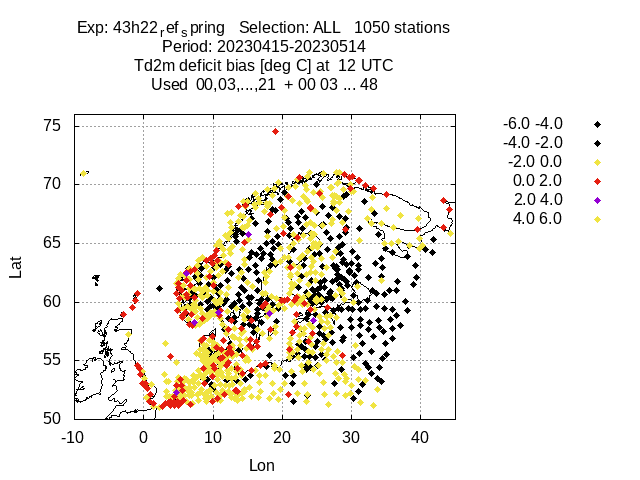 Exp: 43h22ref spring Selection: ALL 1050 stations
Period: 20230415-20230514
Td2m deficit bias [deg C] at 12 UTC
Used 00,03,...,21 + 00 03 ... 48
75
70
65
60
55
50
Lat
-10 0 10 20 30 40
Lon
-6.0 -4.0
-4.0 -2.0
-2.0 0.0
0.0 2.0
2.0 4.0
4.0 6.0